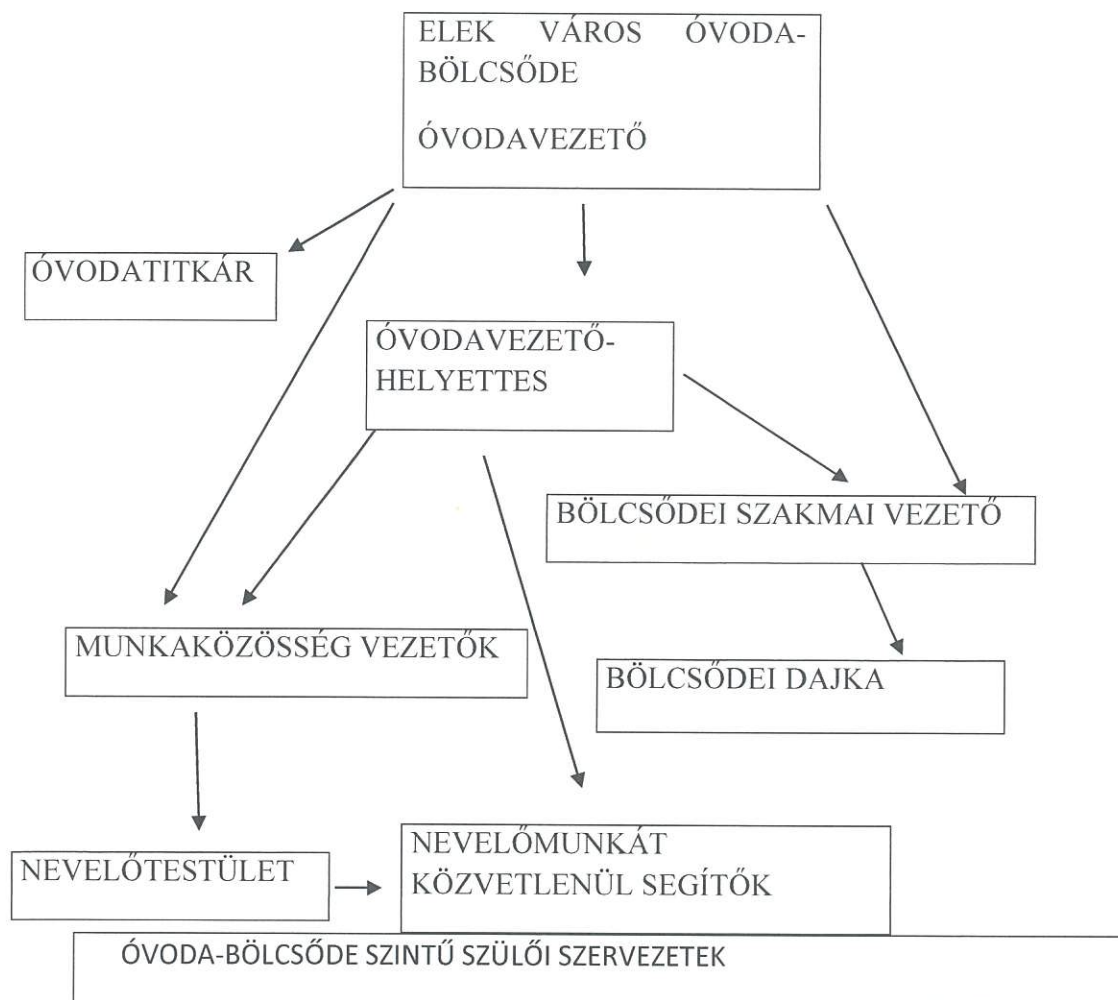 ELEK VÁROS ÓVODA-
BÖLCSŐDE
ÓVODAVEZETŐ
ÓVODATITKÁR
ÓVODAVEZETŐ-
HELYETTES
BÖLCSŐDEI SZAKMAI VEZETŐ
MUNKAKÖZÖSSÉG VEZETŐK
BÖLCSŐDEI DAJKA
NEVELŐTESTÜLET
NEVELŐMUNKÁT
KÖZVETLENÜL SEGÍTŐK
ÓVODA-BÖLCSŐDE SZINTŰ SZÜLŐI SZERVEZETEK